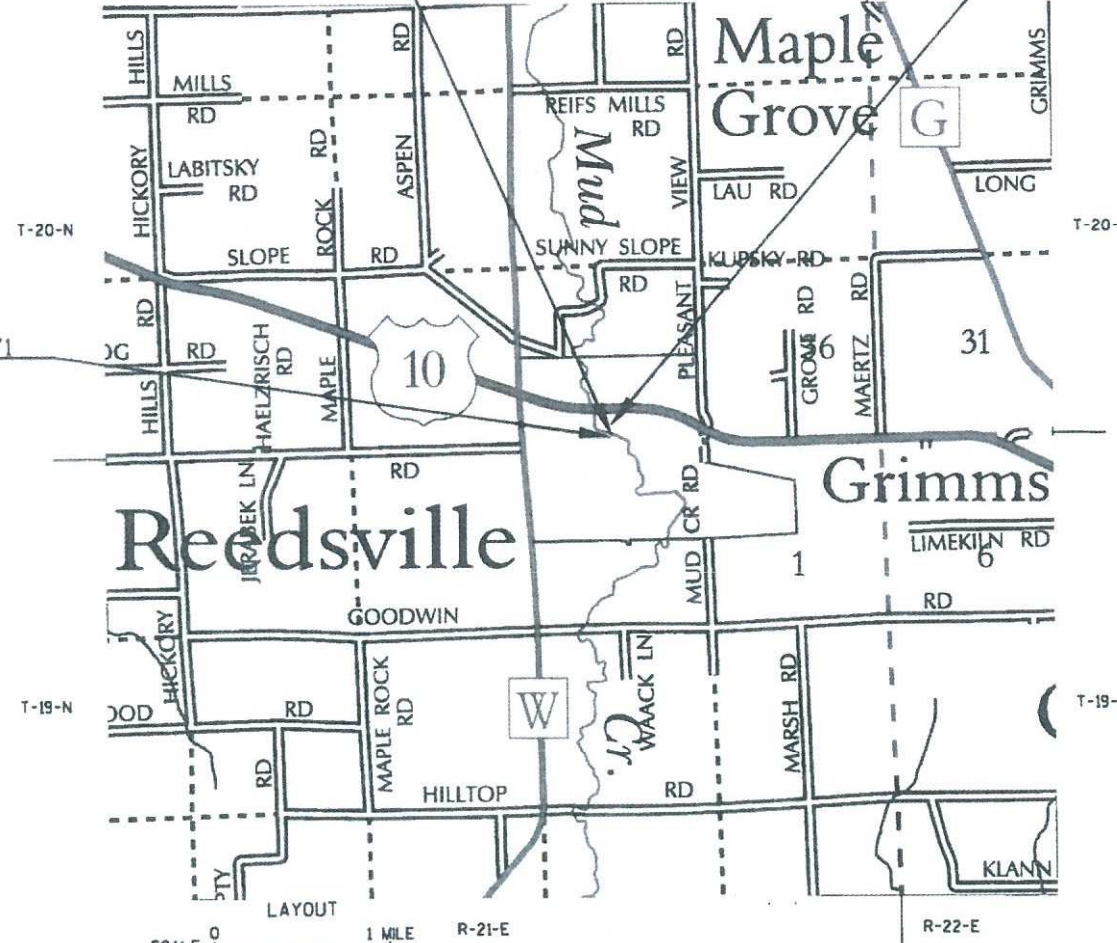 HILLS
RD
RD
Maple
GRIMMS
MILLS
RD
REIFS MILLS
RD
Grove
G
RD
HICKORY
LABITSKY
RD
ASPEN
Mud
VIEW
LAU RD
LONG
T-20-N
ROCK
T-20-
SLOPE
RD
SUNNY SLOPE
RD
KUPSKY RD
RD
HAELZRISCH
RD
MAPLE
10
PLEASANT
GROVE RD
36
MAERTZ
RD
31
RD
HILLS
RD
JERABEK LN
Grimms
Reedsville
MUD CR RD
LIMEKILN RD
1
6
GOODWIN
RD
HICKORY
T-19-N
OOD
RD
MAPLE ROCK
RD
W
Cr.
WAACK LN
MARSH RD
T-19-
RD
HILLTOP
RD
PTY
KLANN
LAYOUT
0
1 MILE
R-21-E
R-22-E